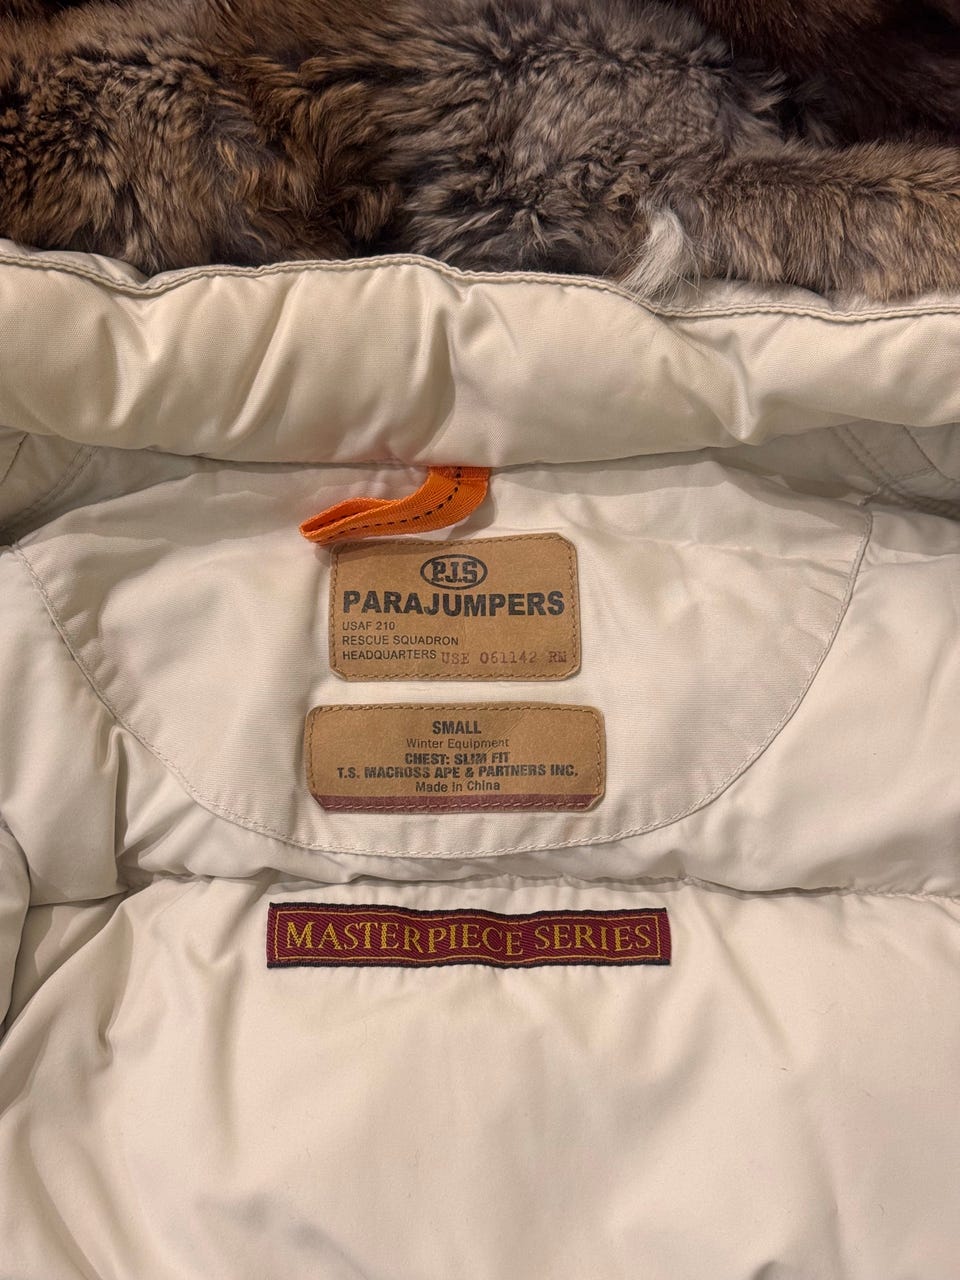 P.J.S
PARAJUMPERS
USAF 210
RESCUE SQUADRON
HEADQUARTERS USE 061142 RN
SMALL
Winter Equipment
CHEST: SLIM FIT
T.S. MACROSS APE & PARTNERS INC.
Made in China
MASTERPIECE SERIES